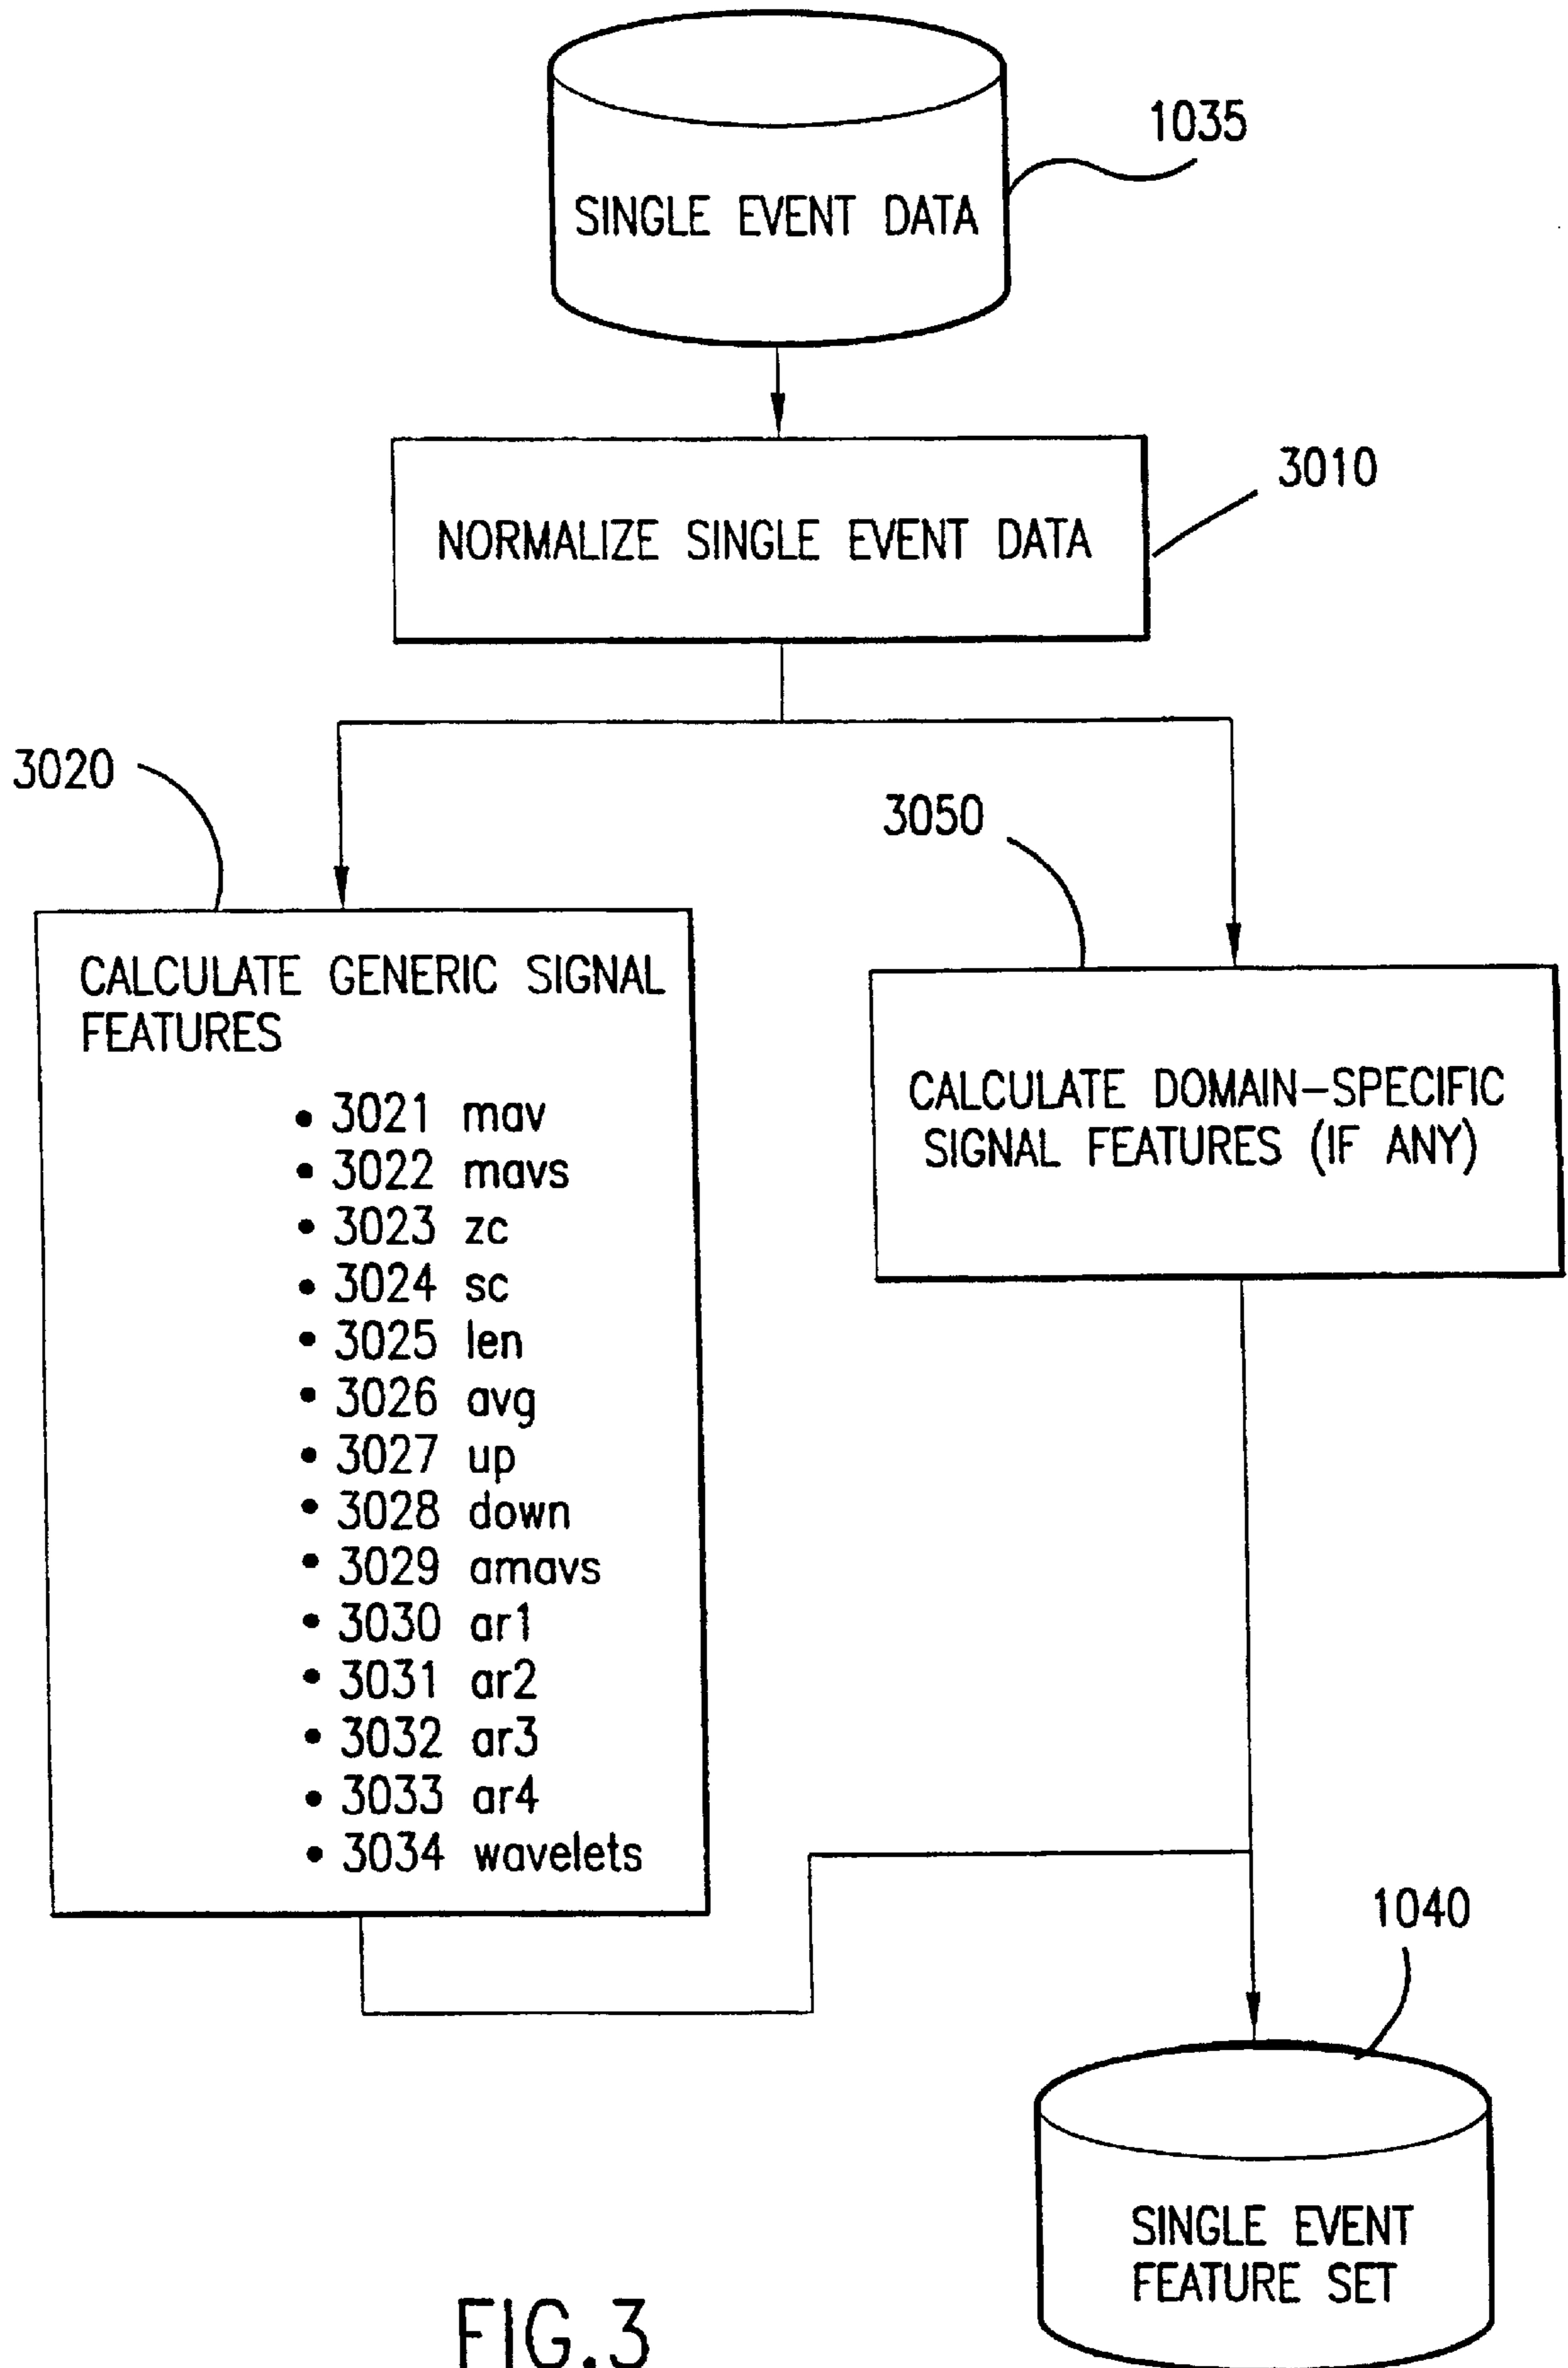 1035
SINGLE EVENT DATA
3010
NORMALIZE SINGLE EVENT DATA
3020
3050
CALCULATE GENERIC SIGNAL
FEATURES
• 3021 mav
• 3022 mavs
• 3023 zc
• 3024 sc
• 3025 len
• 3026 avg
• 3027 up
• 3028 down
• 3029 amavs
• 3030 ar1
• 3031 ar2
• 3032 ar3
• 3033 ar4
• 3034 wavelets
CALCULATE DOMAIN-SPECIFIC
SIGNAL FEATURES (IF ANY)
1040
SINGLE EVENT
FEATURE SET
FIG.3